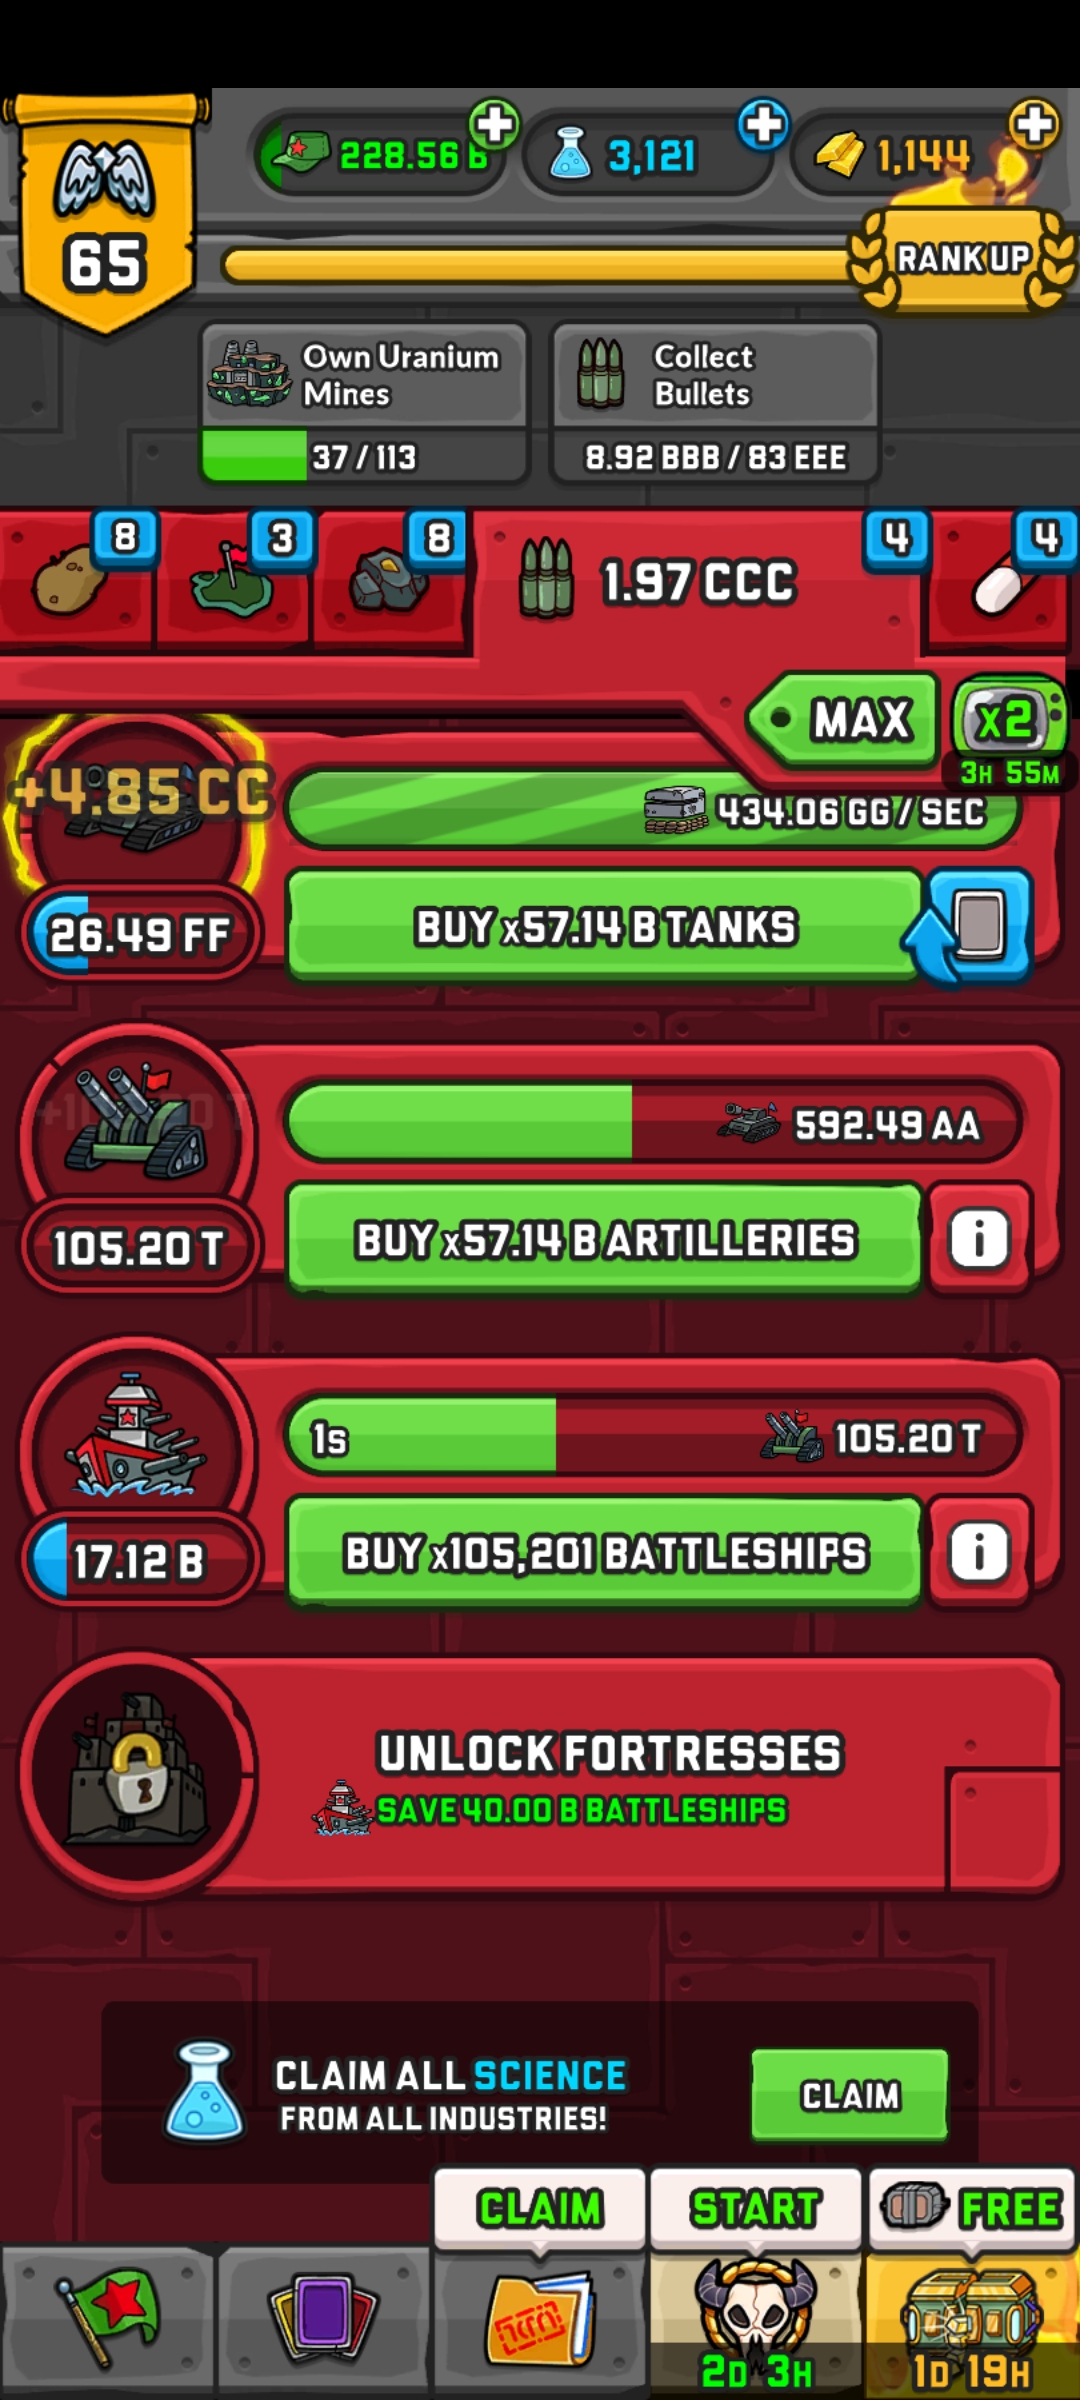 228.56 B
3,121
1,144
65
RANK UP
Own Uranium
Mines
37 / 113
Collect
Bullets
8.92 BBB / 83 EEE
8
3
8
1.97 CCC
4
4
MAX
x2
3H 55M
+4.85 CC
434.06 GG / SEC
26.49 FF
BUY x57.14 B TANKS
592.49 AA
105.20 T
BUY x57.14 B ARTILLERIES
1s
105.20 T
17.12 B
BUY x105,201 BATTLESHIPS
UNLOCK FORTRESSES
SAVE 40.00 B BATTLESHIPS
CLAIM ALL SCIENCE
FROM ALL INDUSTRIES!
CLAIM
CLAIM
START
FREE
2D 3H
1D 19H